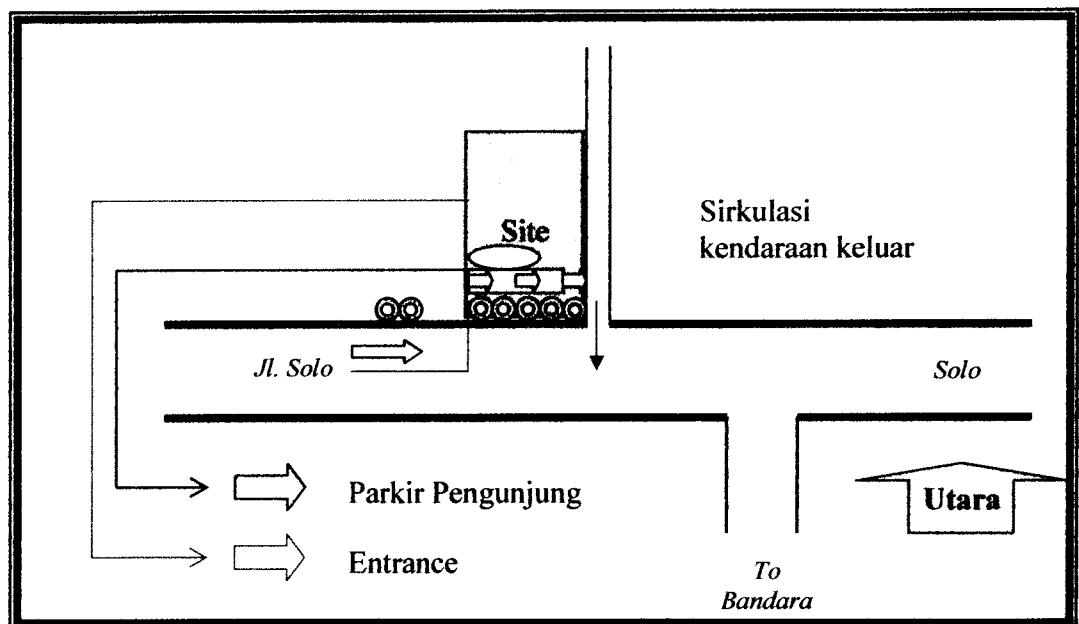 Site
Sirkulasi
kendaraan keluar
Jl. Solo
Solo
Parkir Pengunjung
Utara
Entrance
To
Bandara